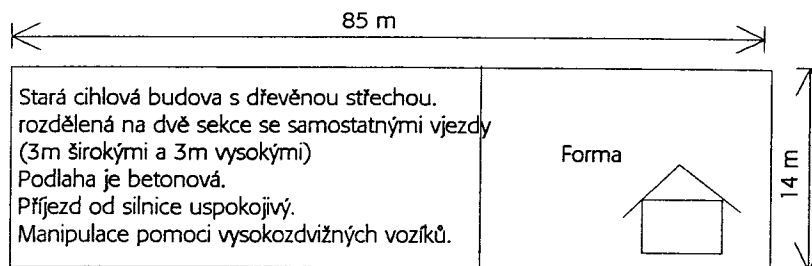 85 m
Stará cihlová budova s dřevěnou střechou.
rozdělená na dvě sekce se samostatnými vjezdy
(3m širokými a 3m vysokými)
Podlaha je betonová.
Příjezd od silnice uspokojivý.
Manipulace pomoci vysokozdvižných vozíků.
Forma
14 m